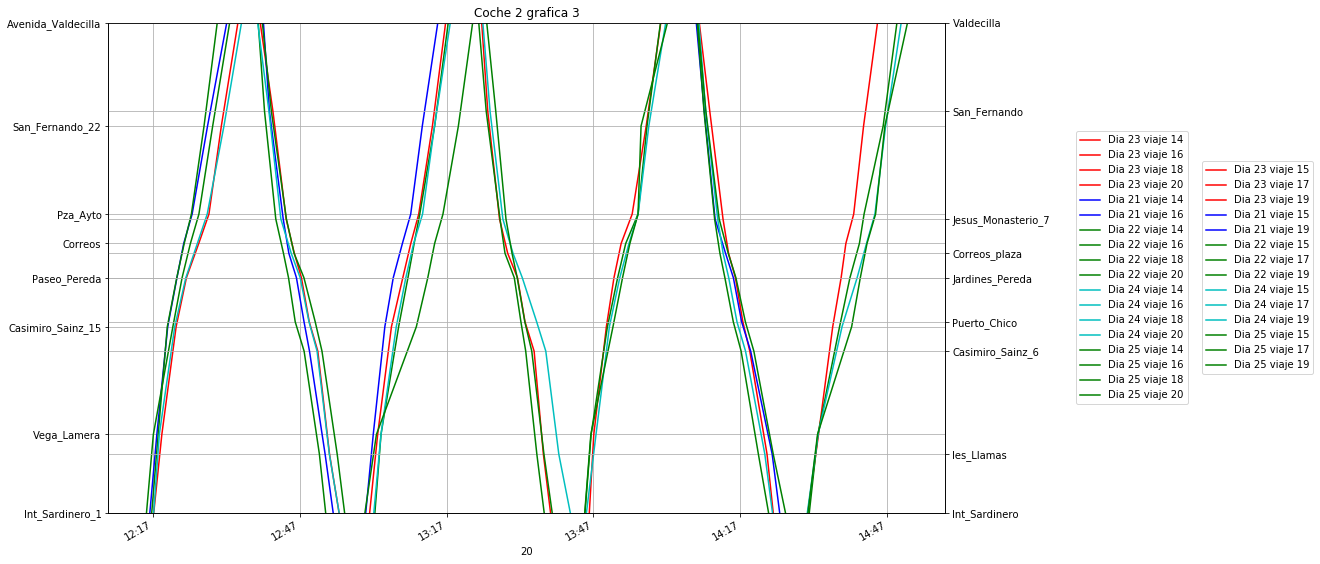 Coche 2 grafica 3
Avenida_Valdecilla
San_Fernando_22
Pza_Ayto
Correos
Paseo_Pereda
Casimiro_Sainz_15
Vega_Lamera
Int_Sardinero_1
Valdecilla
San_Fernando
Jesus_Monasterio_7
Correos_plaza
Jardines_Pereda
Puerto_Chico
Casimiro_Sainz_6
Ies_Llamas
Int_Sardinero
12:17
12:47
13:17
13:47
14:17
14:47
20
Dia 23 viaje 14
Dia 23 viaje 16
Dia 23 viaje 18
Dia 23 viaje 20
Dia 21 viaje 14
Dia 21 viaje 16
Dia 22 viaje 14
Dia 22 viaje 16
Dia 22 viaje 18
Dia 22 viaje 20
Dia 24 viaje 14
Dia 24 viaje 16
Dia 24 viaje 18
Dia 24 viaje 20
Dia 25 viaje 14
Dia 25 viaje 16
Dia 25 viaje 18
Dia 25 viaje 20
Dia 23 viaje 15
Dia 23 viaje 17
Dia 23 viaje 19
Dia 21 viaje 15
Dia 21 viaje 19
Dia 22 viaje 15
Dia 22 viaje 17
Dia 22 viaje 19
Dia 24 viaje 15
Dia 24 viaje 17
Dia 24 viaje 19
Dia 25 viaje 15
Dia 25 viaje 17
Dia 25 viaje 19